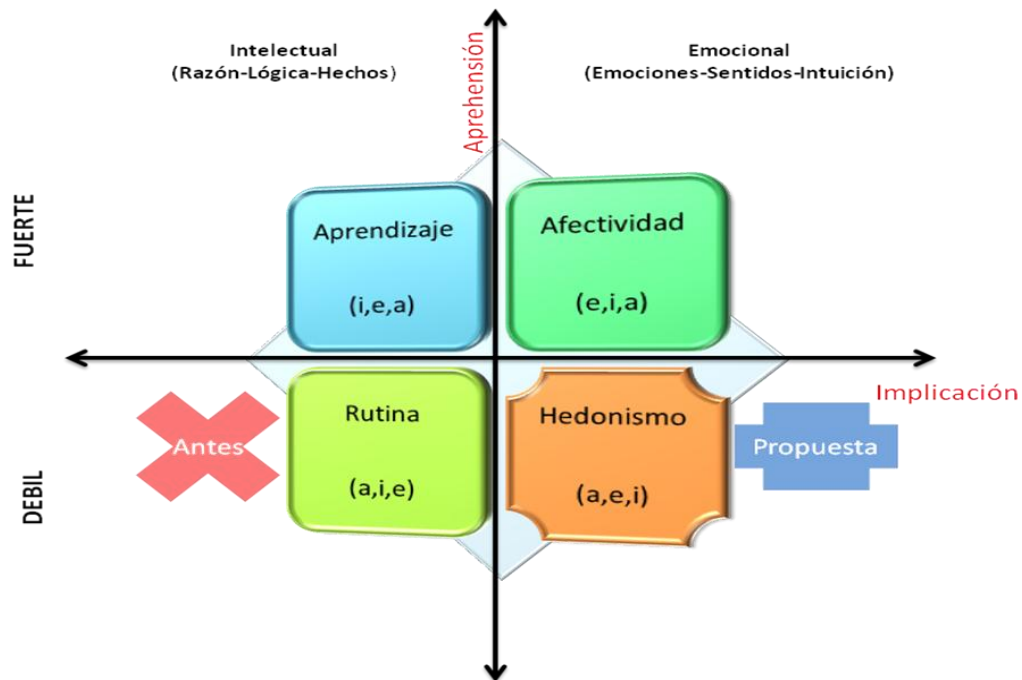 Intelectual
(Razón-Lógica-Hechos)
Emocional
(Emociones-Sentidos-Intuición)
Aprehensión
FUERTE
Aprendizaje
(i,e,a)
Afectividad
(e,i,a)
Implicación
DEBIL
Antes
Rutina
(a,i,e)
Hedonismo
(a,e,i)
Propuesta